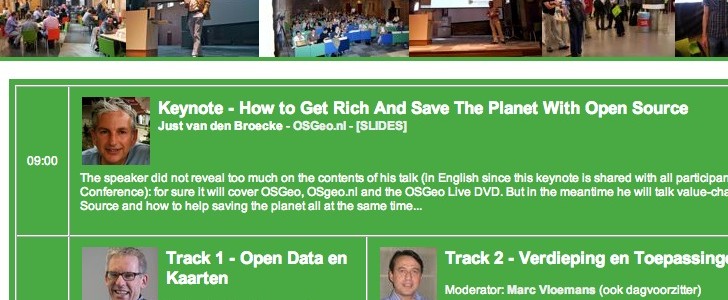 Keynote - How to Get Rich And Save The Planet With Open Source
Just van den Broecke - OSGeo.nl - [SLIDES]
09:00
The speaker did not reveal too much on the contents of his talk (in English since this keynote is shared with all
Conference): for sure it will cover OSGeo, OSgeo.nl and the OSGeo Live DVD. But in the meantime he will talk
Source and how to help saving the planet all at the same time...
Track 1 - Open Data en
Kaarten
Track 2 - Verdieping en
Moderator: Marc Vloemans (ook dagvoorzitter)